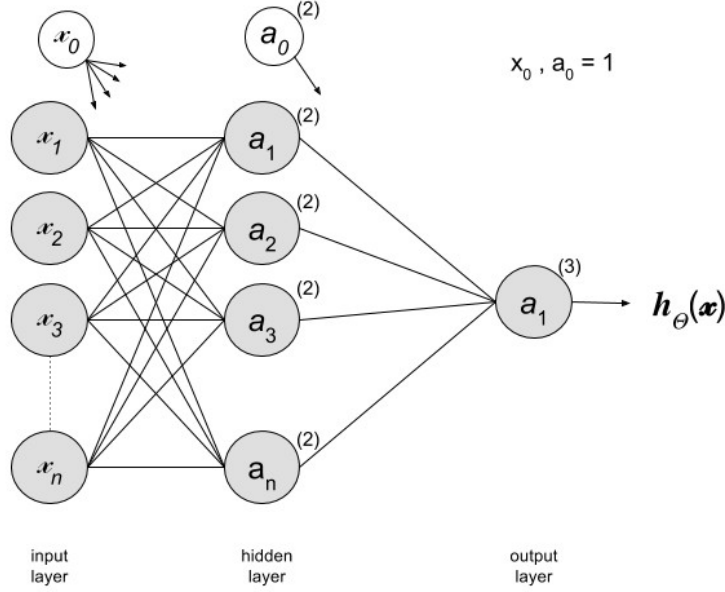 x₀
a₀⁽²⁾
x₀ , a₀ = 1
x₁
a₁⁽²⁾
x₂
a₂⁽²⁾
x₃
a₃⁽²⁾
a₁⁽³⁾
h_Θ(x)
xₙ
aₙ⁽²⁾
input
layer
hidden
layer
output
layer